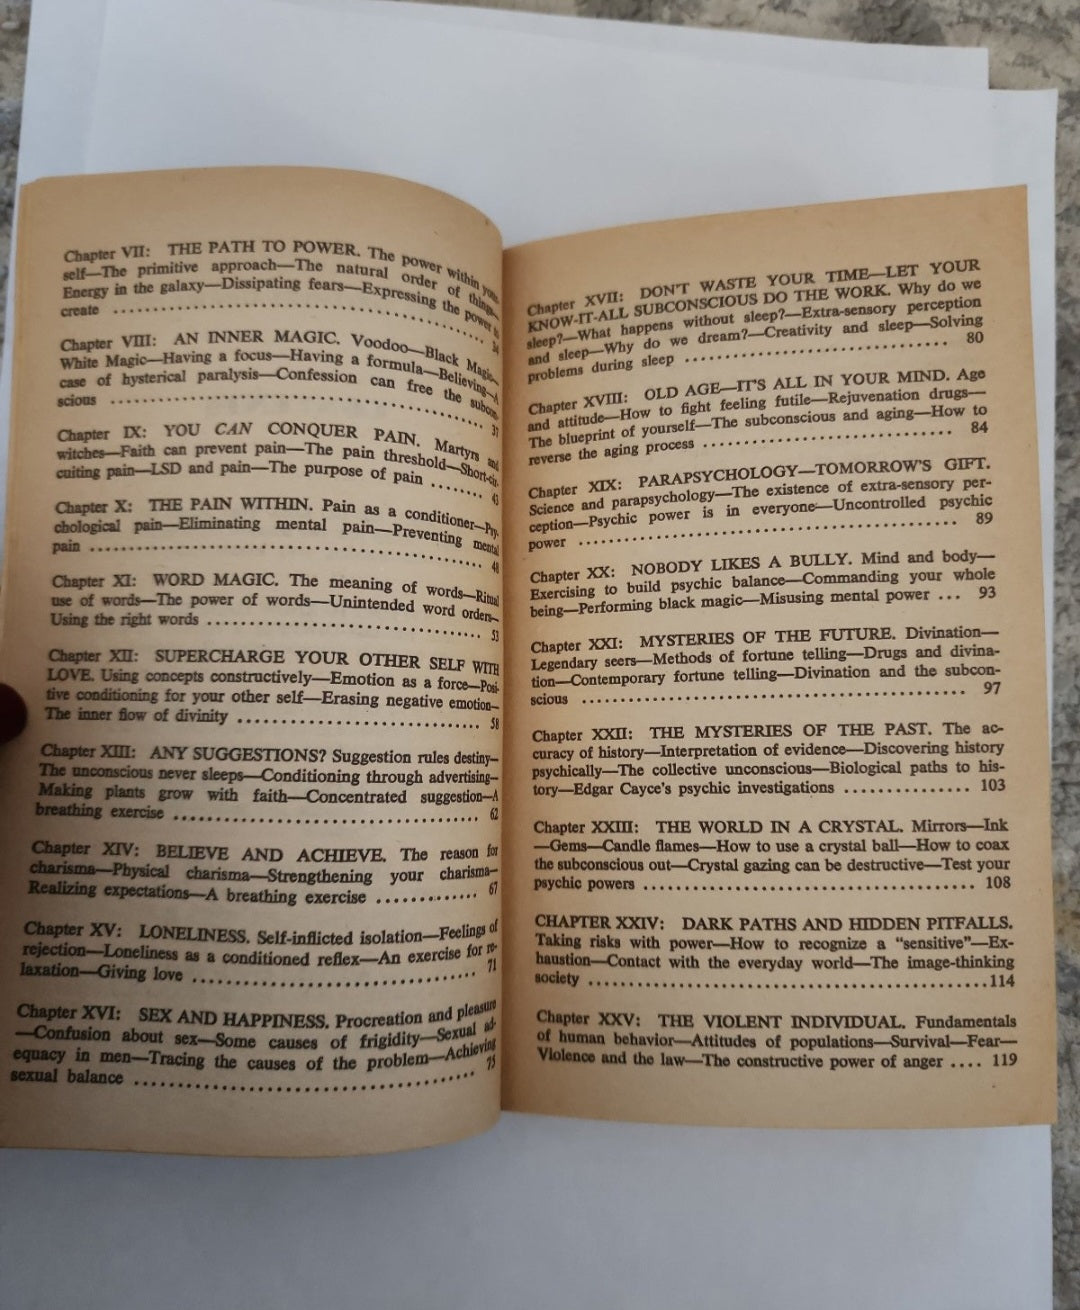 Chapter VII: THE PATH TO POWER. The power within your
self—The primitive approach—The natural order of things—
Energy in the galaxy—Dissipating fears—Expressing the power to
create ........................................ 34
Chapter VIII: AN INNER MAGIC. Voodoo—Black Magic—
White Magic—Having a focus—Having a formula—Believing—A
case of hysterical paralysis—Confession can free the subcon-
scious ........................................ 37
Chapter IX: YOU CAN CONQUER PAIN. Martyrs and
witches—Faith can prevent pain—The pain threshold—Short-cir-
cuiting pain—LSD and pain—The purpose of pain ........ 43
Chapter X: THE PAIN WITHIN. Pain as a conditioner—Psy-
chological pain—Eliminating mental pain—Preventing mental
pain ........................................ 48
Chapter XI: WORD MAGIC. The meaning of words—Ritual
use of words—The power of words—Unintended word orders—
Using the right words ........................................ 53
Chapter XII: SUPERCHARGE YOUR OTHER SELF WITH
LOVE. Using concepts constructively—Emotion as a force—Posi-
tive conditioning for your other self—Erasing negative emotion—
The inner flow of divinity ........................................ 58
Chapter XIII: ANY SUGGESTIONS? Suggestion rules destiny—
The unconscious never sleeps—Conditioning through advertising—
Making plants grow with faith—Concentrated suggestion—A
breathing exercise ........................................ 62
Chapter XIV: BELIEVE AND ACHIEVE. The reason for
charisma—Physical charisma—Strengthening your charisma—
Realizing expectations—A breathing exercise ............. 67
Chapter XV: LONELINESS. Self-inflicted isolation—Feelings of
rejection—Loneliness as a conditioned reflex—An exercise for re-
laxation—Giving love ........................................ 71
Chapter XVI: SEX AND HAPPINESS. Procreation and pleasure
—Confusion about sex—Some causes of frigidity—Sexual ad-
equacy in men—Tracing the causes of the problem—Achieving
sexual balance ........................................ 75
Chapter XVII: DON'T WASTE YOUR TIME—LET YOUR
KNOW-IT-ALL SUBCONSCIOUS DO THE WORK. Why do we
sleep?—What happens without sleep?—Extra-sensory perception
and sleep—Why do we dream?—Creativity and sleep—Solving
problems during sleep ........................................ 80
Chapter XVIII: OLD AGE—IT'S ALL IN YOUR MIND. Age
and attitude—How to fight feeling futile—Rejuvenation drugs—
The blueprint of yourself—The subconscious and aging—How to
reverse the aging process ........................................ 84
Chapter XIX: PARAPSYCHOLOGY—TOMORROW'S GIFT.
Science and parapsychology—The existence of extra-sensory per-
ception—Psychic power is in everyone—Uncontrolled psychic
power ........................................ 89
Chapter XX: NOBODY LIKES A BULLY. Mind and body—
Exercising to build psychic balance—Commanding your whole
being—Performing black magic—Misusing mental power ... 93
Chapter XXI: MYSTERIES OF THE FUTURE. Divination—
Legendary seers—Methods of fortune telling—Drugs and divina-
tion—Contemporary fortune telling—Divination and the subcon-
scious ........................................ 97
Chapter XXII: THE MYSTERIES OF THE PAST. The ac-
curacy of history—Interpretation of evidence—Discovering history
psychically—The collective unconscious—Biological paths to his-
tory—Edgar Cayce's psychic investigations ............... 103
Chapter XXIII: THE WORLD IN A CRYSTAL. Mirrors—Ink
—Gems—Candle flames—How to use a crystal ball—How to coax
the subconscious out—Crystal gazing can be destructive—Test your
psychic powers ........................................ 108
CHAPTER XXIV: DARK PATHS AND HIDDEN PITFALLS.
Taking risks with power—How to recognize a “sensitive”—Ex-
haustion—Contact with the everyday world—The image-thinking
society ........................................ 114
Chapter XXV: THE VIOLENT INDIVIDUAL. Fundamentals
of human behavior—Attitudes of populations—Survival—Fear—
Violence and the law—The constructive power of anger .... 119